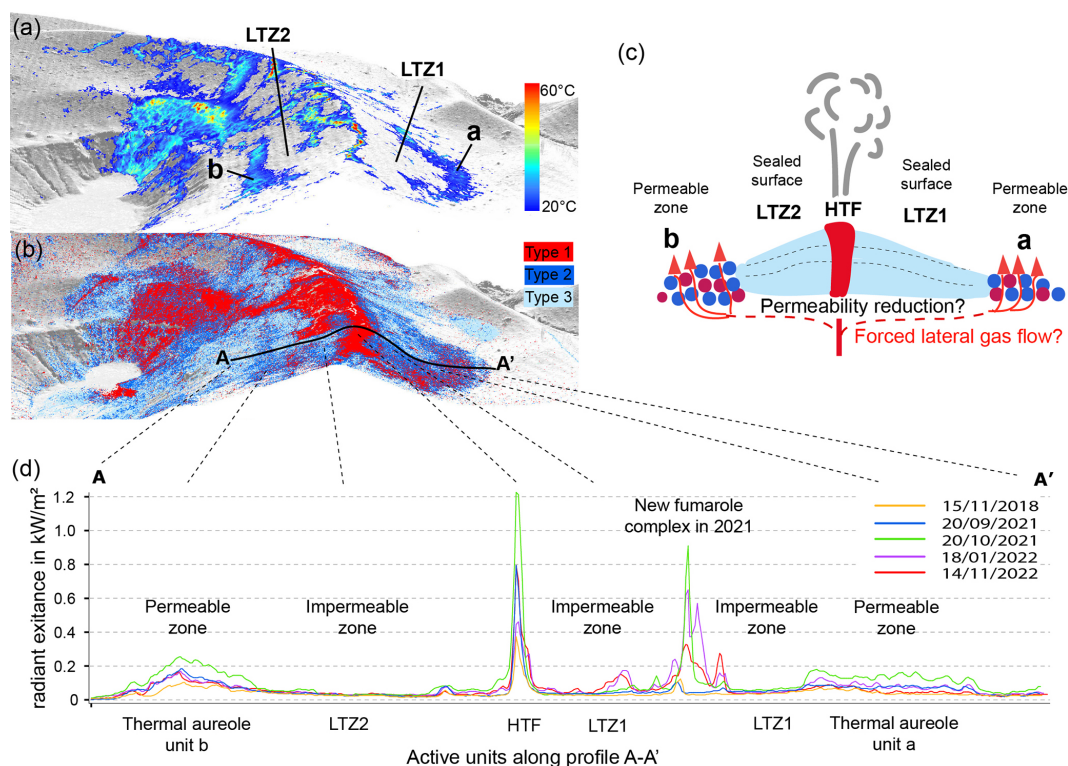 (a)
LTZ2
LTZ1
a
b
60°C
20°C
(b)
Type 1
Type 2
Type 3
A
A'
(c)
Sealed
surface
Sealed
surface
Permeable
zone
LTZ2
HTF
LTZ1
Permeable
zone
b
a
Permeability reduction?
Forced lateral gas flow?
(d)
A
A'
radiant exitance in kW/m²
1.2
1.0
0.8
0.6
0.4
0.2
0
New fumarole
complex in 2021
15/11/2018
20/09/2021
20/10/2021
18/01/2022
14/11/2022
Permeable
zone
Impermeable
zone
Impermeable
zone
Impermeable
zone
Permeable
zone
Thermal aureole
unit b
LTZ2
HTF
LTZ1
LTZ1
Thermal aureole
unit a
Active units along profile A-A'